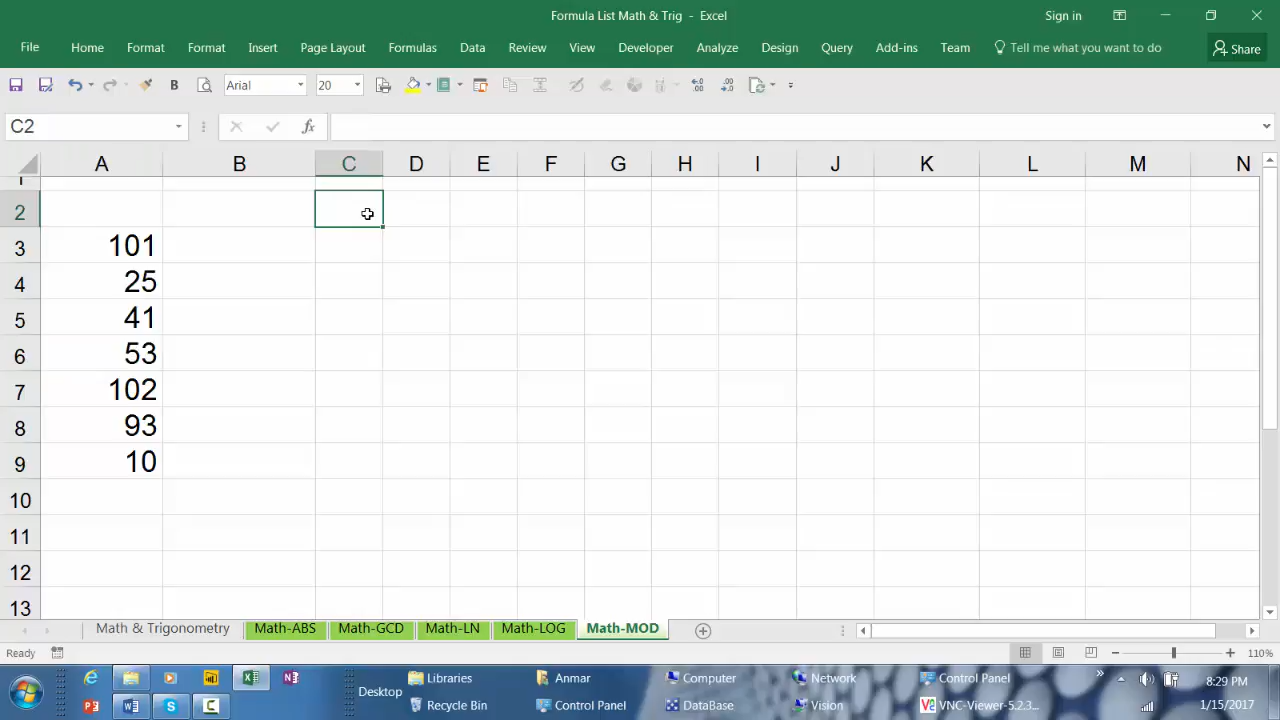 Formula List Math & Trig - Excel
Sign in
File Home Format Format Insert Page Layout Formulas Data Review View Developer Analyze Design Query Add-ins Team Tell me what you want to do Share
B Arial 20
C2 fx
A B C D E F G H I J K L M N
1
2
3 101
4 25
5 41
6 53
7 102
8 93
9 10
10
11
12
13
Math & Trigonometry Math-ABS Math-GCD Math-LN Math-LOG Math-MOD
Ready 110%
Libraries Anmar Computer Network Control Panel
Desktop
8:29 PM
Recycle Bin Control Panel DataBase Vision VNC-Viewer-5.2.3...
1/15/2017